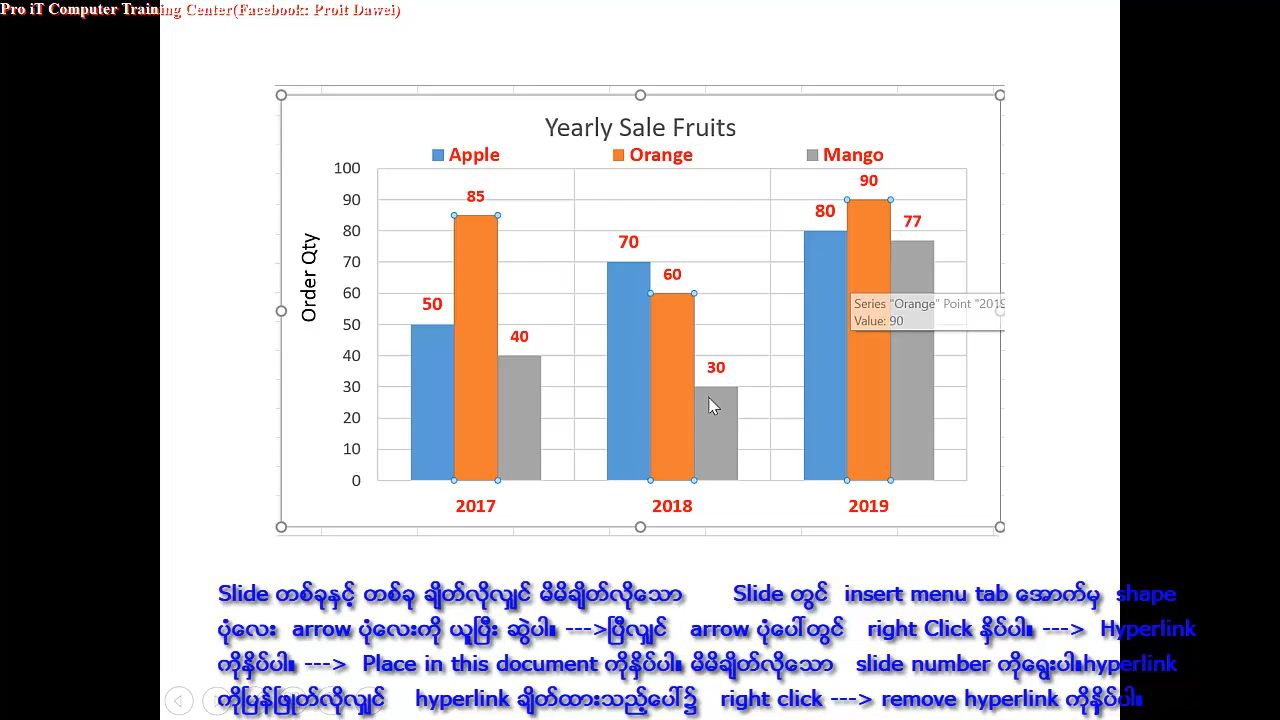 Pro iT Computer Training Center(Facebook: Proit Dawei)
Yearly Sale Fruits
Apple Orange Mango
100
90
80
70
60
50
40
30
20
10
0
Order Qty
50 85 40
70 60 30
80 90 77
Series "Orange" Point "2019
Value: 90
2017 2018 2019
Slide တစ်ခုနှင့် တစ်ခု ချိတ်လိုလျှင် မိမိချိတ်လိုသော Slide တွင် insert menu tab အောက်မှ shape
ပုံလေး arrow ပုံလေးကို ယူပြီး ဆွဲပါ။ --->ပြီလျှင် arrow ပုံပေါ်တွင် right Click နှိပ်ပါ။ ---> Hyperlink
ကိုနှိပ်ပါ။ ---> Place in this document ကိုနှိပ်ပါ။ မိမိချိတ်လိုသော slide number ကိုရွေးပါ။hyperlink
ကိုပြန်ဖြုတ်လိုလျှင် hyperlink ချိတ်ထားသည့်ပေါ်၌ right click ---> remove hyperlink ကိုနှိပ်ပါ။